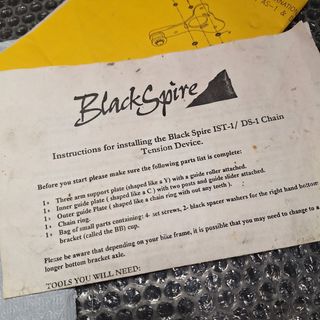 BlackSpire
Instructions for installing the Black Spire IST-1/ DS-1 Chain
Tension Device.
Before you start please make sure the following parts list is complete:
1× Three arm support plate (shaped like a Y) with a guide roller attached.
1× Inner guide plate ( shaped like a C ) with two posts and guide slider attached.
1× Outer guide Plate ( shaped like a chain ring with out any teeth ).
1× Chain ring.
1× Bag of small parts containing: 4- set screws, 2- black spacer washers for the right hand bottom
bracket (called the BB) cup.
Please be aware that depending on your bike frame, it is possible that you may need to change to a
longer bottom bracket axle.
TOOLS YOU WILL NEED: